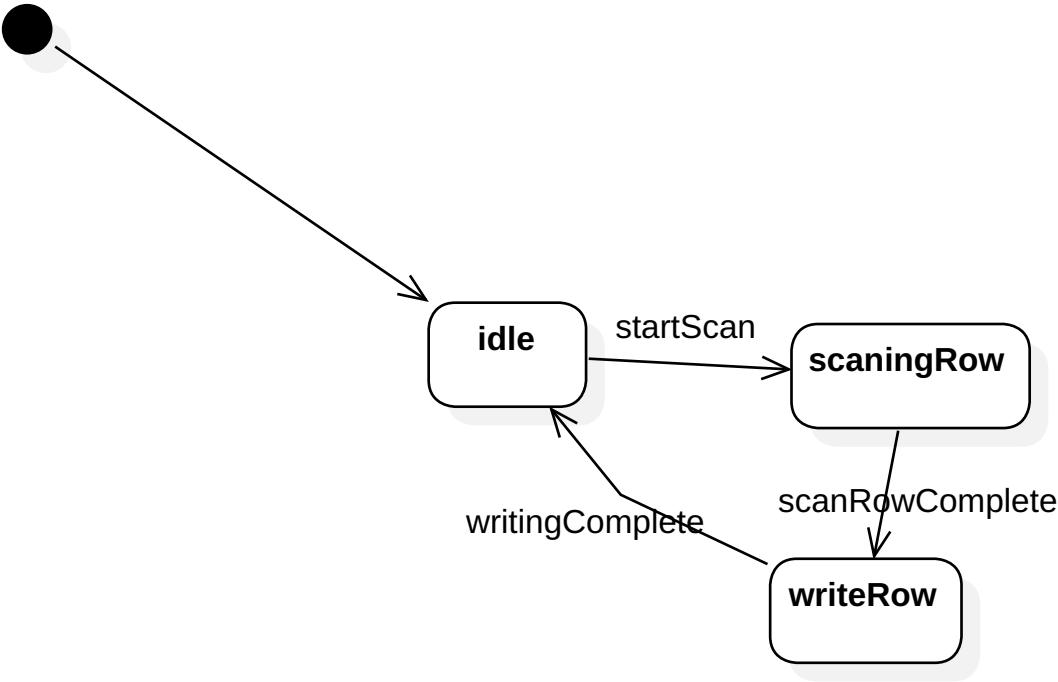 startScan
idle
scaningRow
scanRowComplete
writingComplete
writeRow